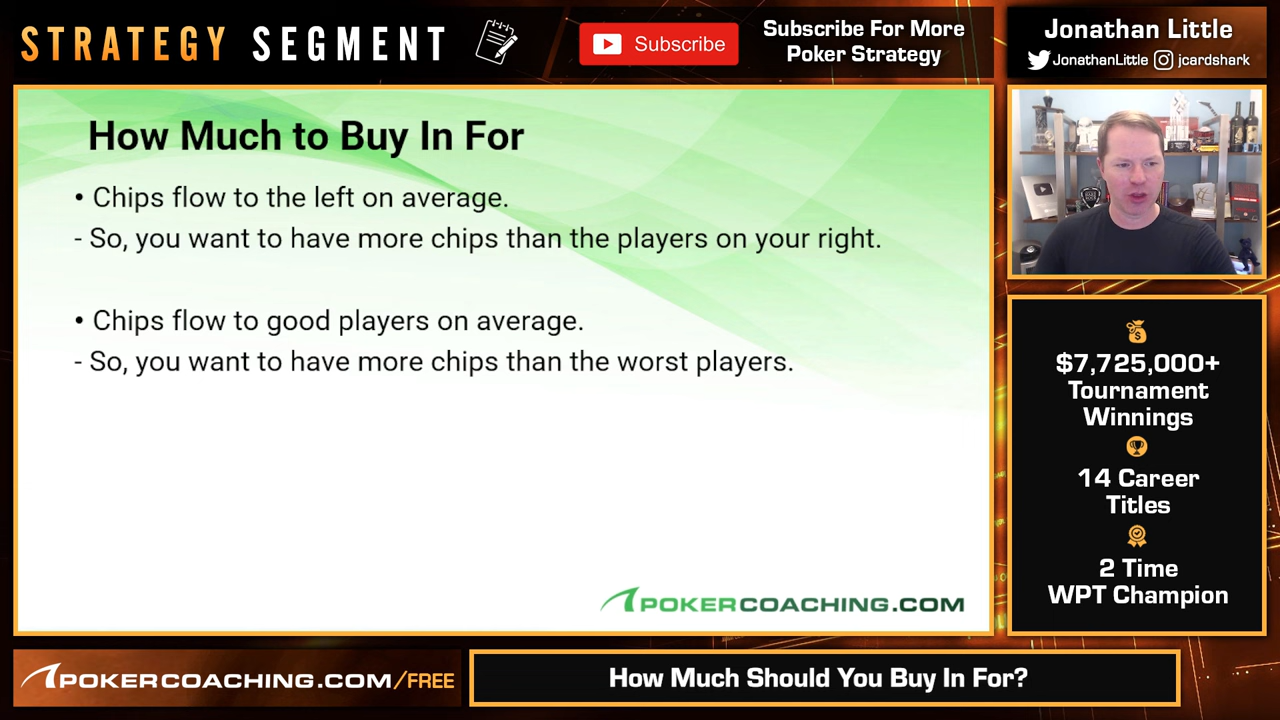 STRATEGY SEGMENT
Subscribe
Subscribe For More
Poker Strategy
Jonathan Little
JonathanLittle jcardshark
How Much to Buy In For
• Chips flow to the left on average.
- So, you want to have more chips than the players on your right.
• Chips flow to good players on average.
- So, you want to have more chips than the worst players.
POKERCOACHING.COM
$7,725,000+
Tournament
Winnings
14 Career
Titles
2 Time
WPT Champion
POKERCOACHING.COM/FREE
How Much Should You Buy In For?